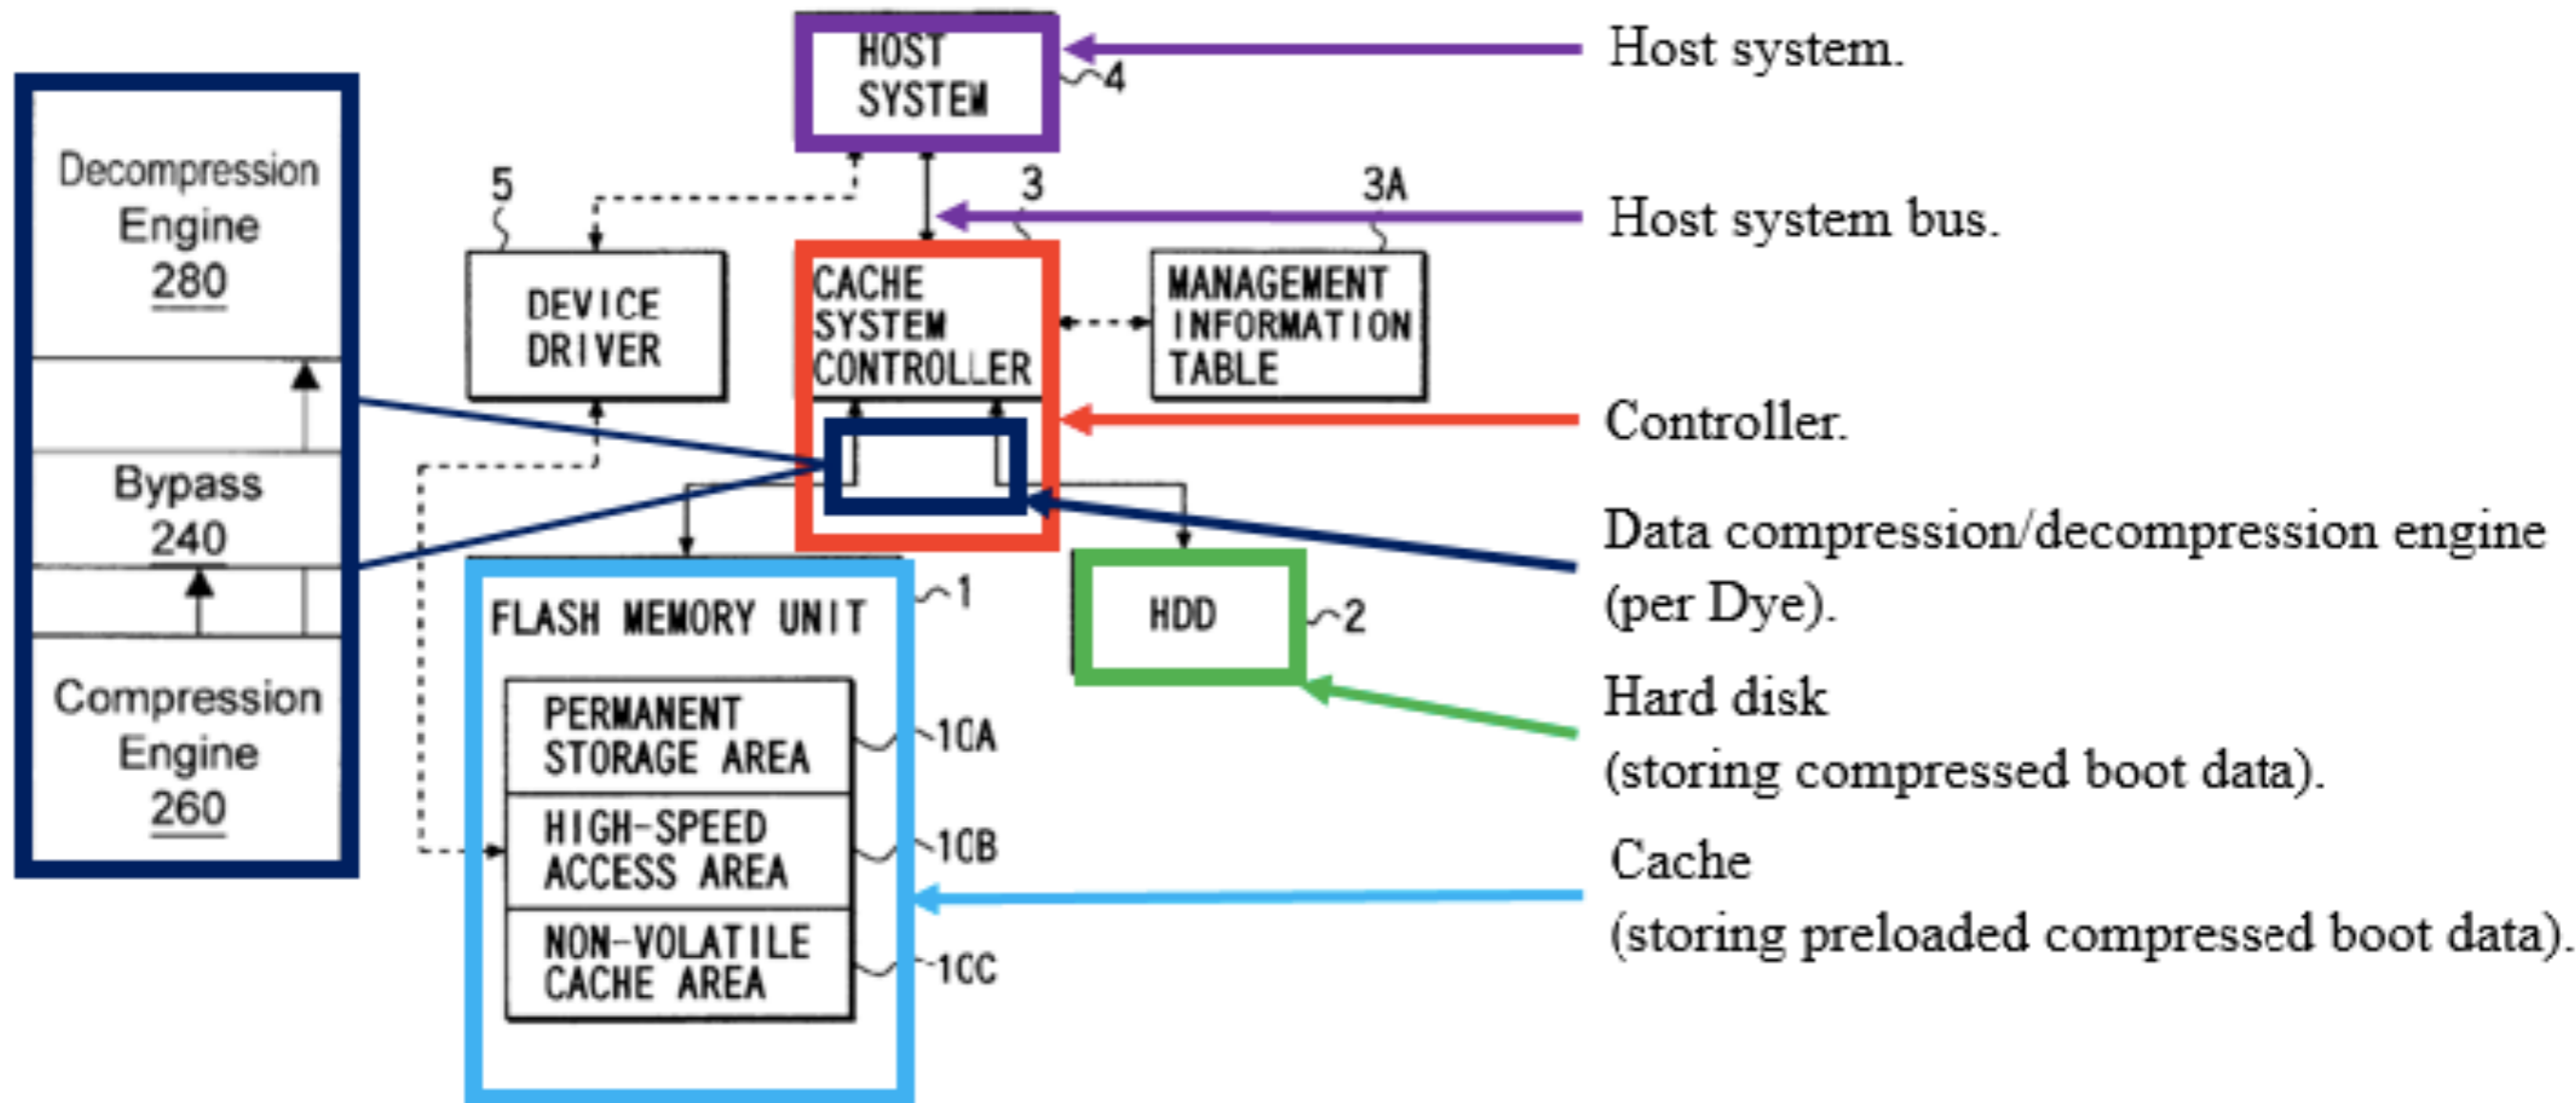 Decompression
Engine
280
Bypass
240
Compression
Engine
260
HOST
SYSTEM
4
5
3
3A
DEVICE
DRIVER
CACHE
SYSTEM
CONTROLLER
MANAGEMENT
INFORMATION
TABLE
1
FLASH MEMORY UNIT
HDD
2
PERMANENT
STORAGE AREA
10A
HIGH-SPEED
ACCESS AREA
10B
NON-VOLATILE
CACHE AREA
10C
Host system.
Host system bus.
Controller.
Data compression/decompression engine
(per Dye).
Hard disk
(storing compressed boot data).
Cache
(storing preloaded compressed boot data).